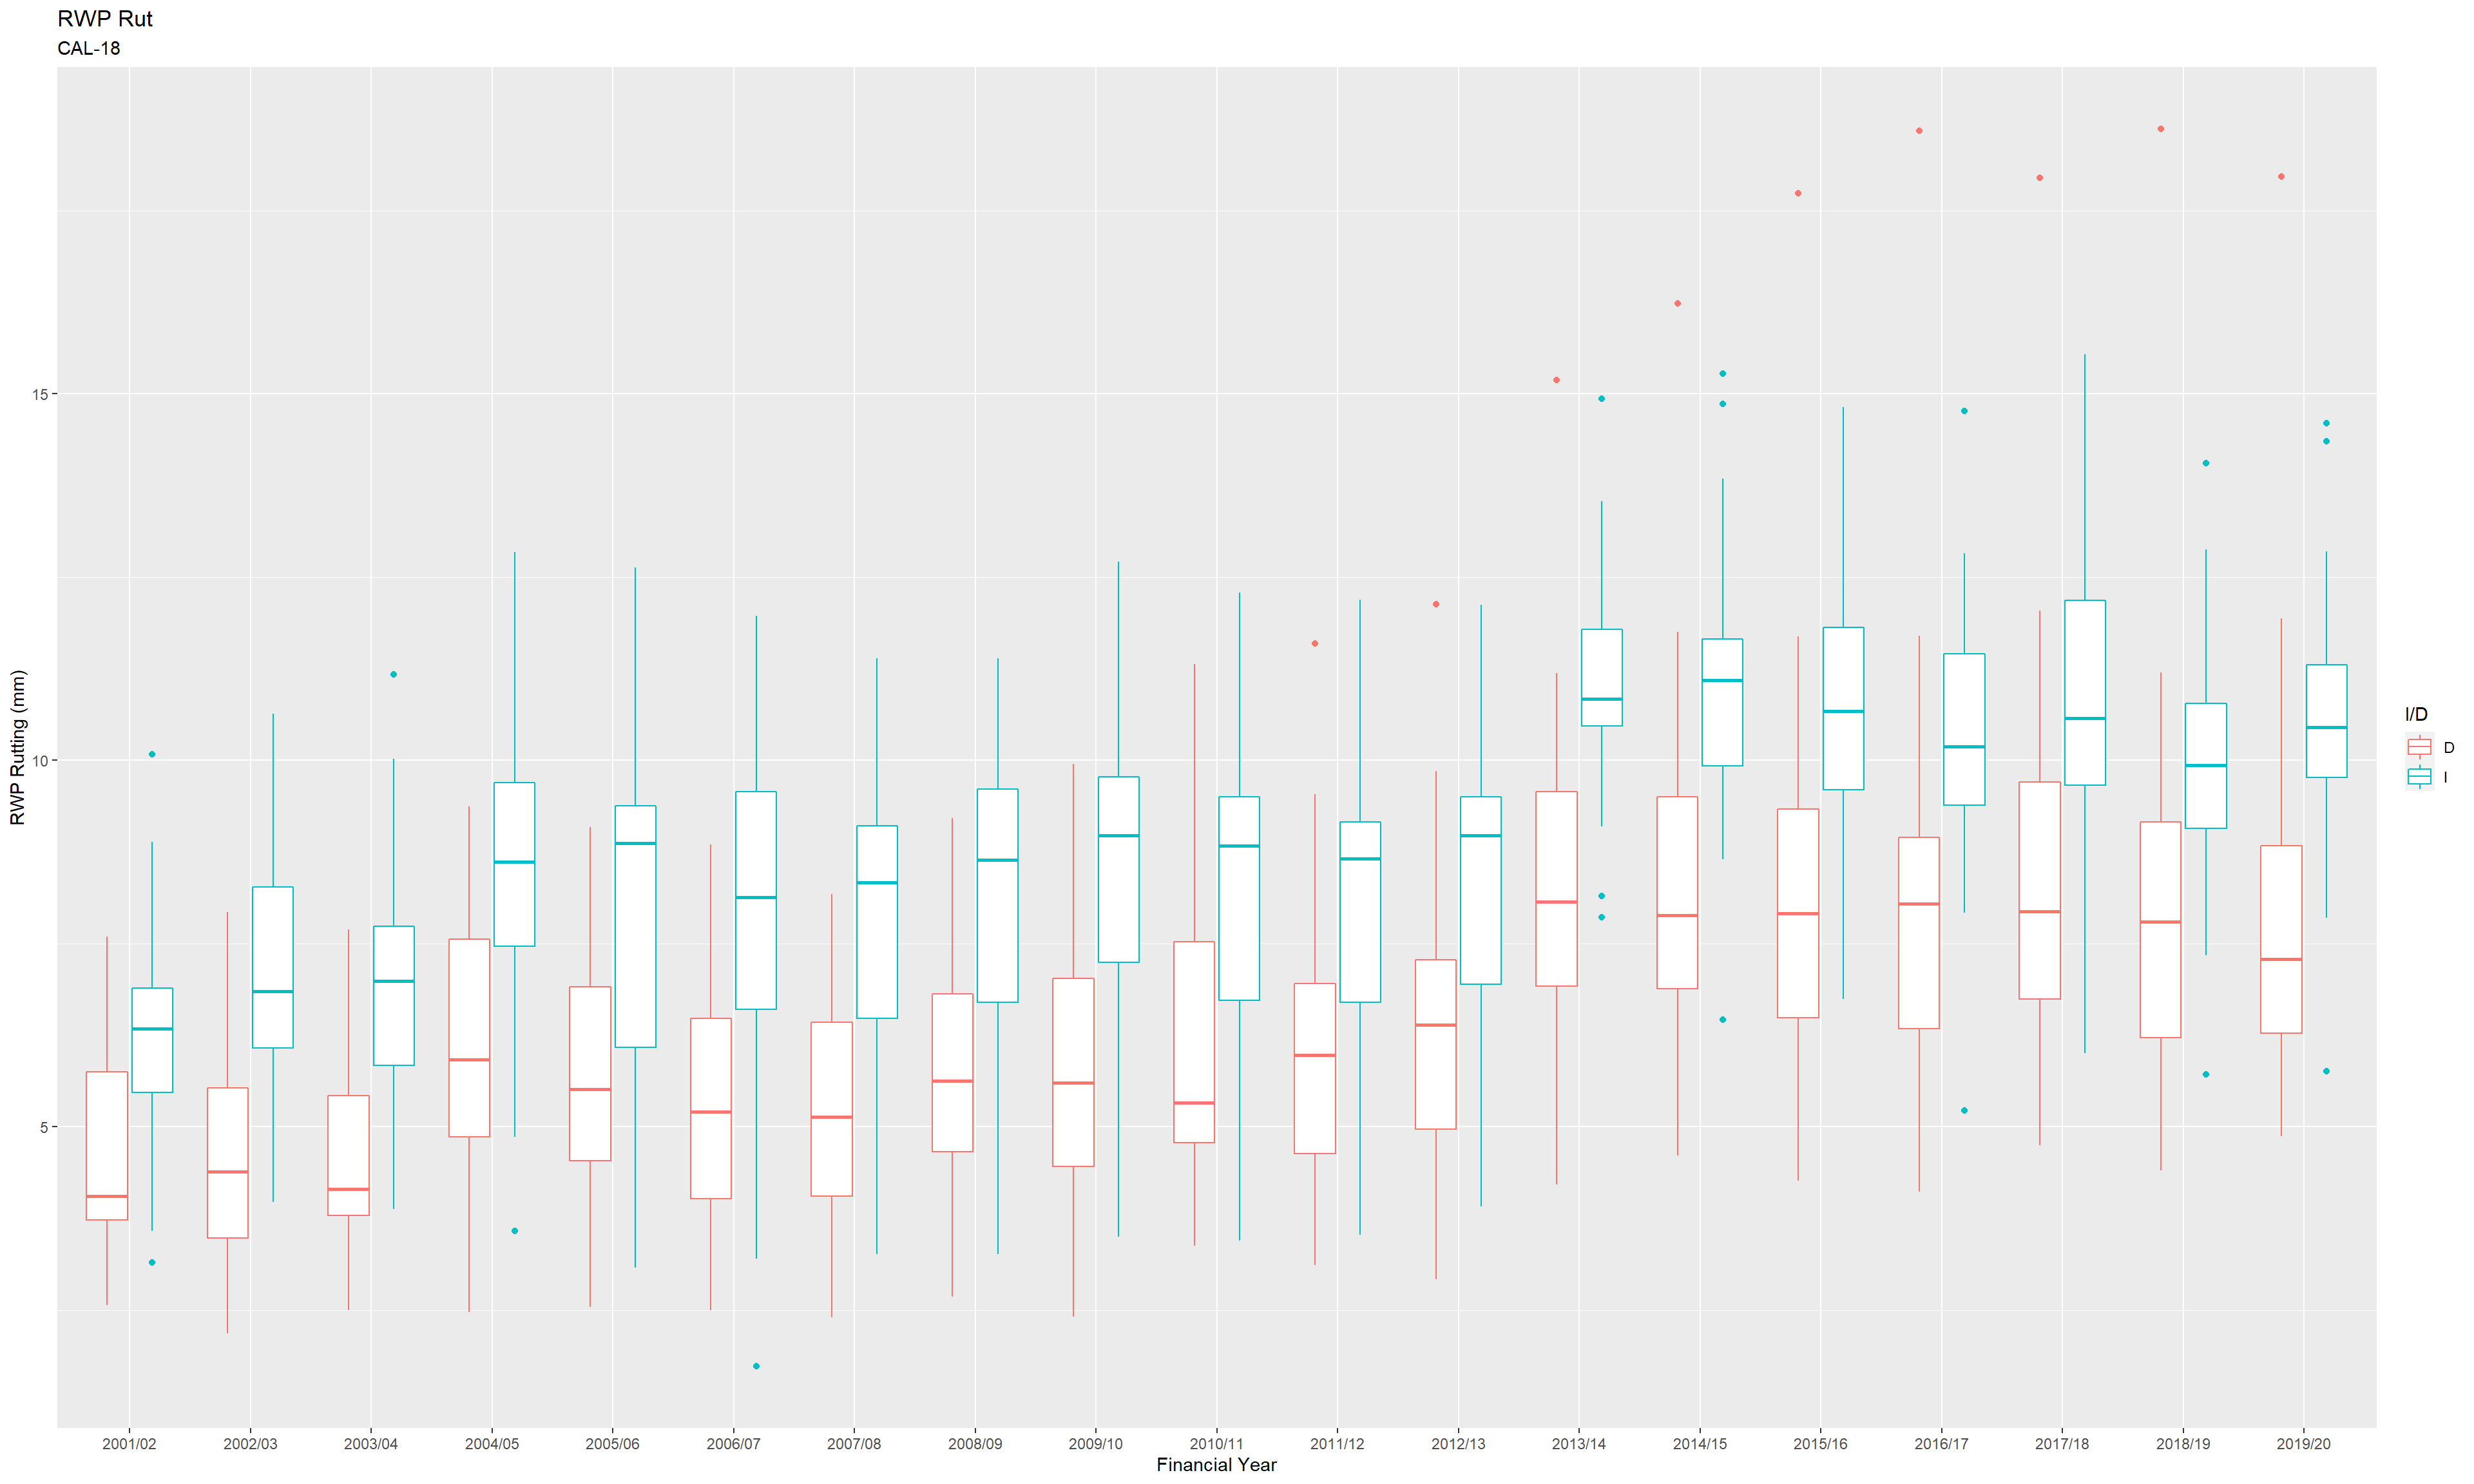 RWP Rut
CAL-18
RWP Rutting (mm)
15
10
5
2001/02 2002/03 2003/04 2004/05 2005/06 2006/07 2007/08 2008/09 2009/10 2010/11 2011/12 2012/13 2013/14 2014/15 2015/16 2016/17 2017/18 2018/19 2019/20
Financial Year
I/D
D
I